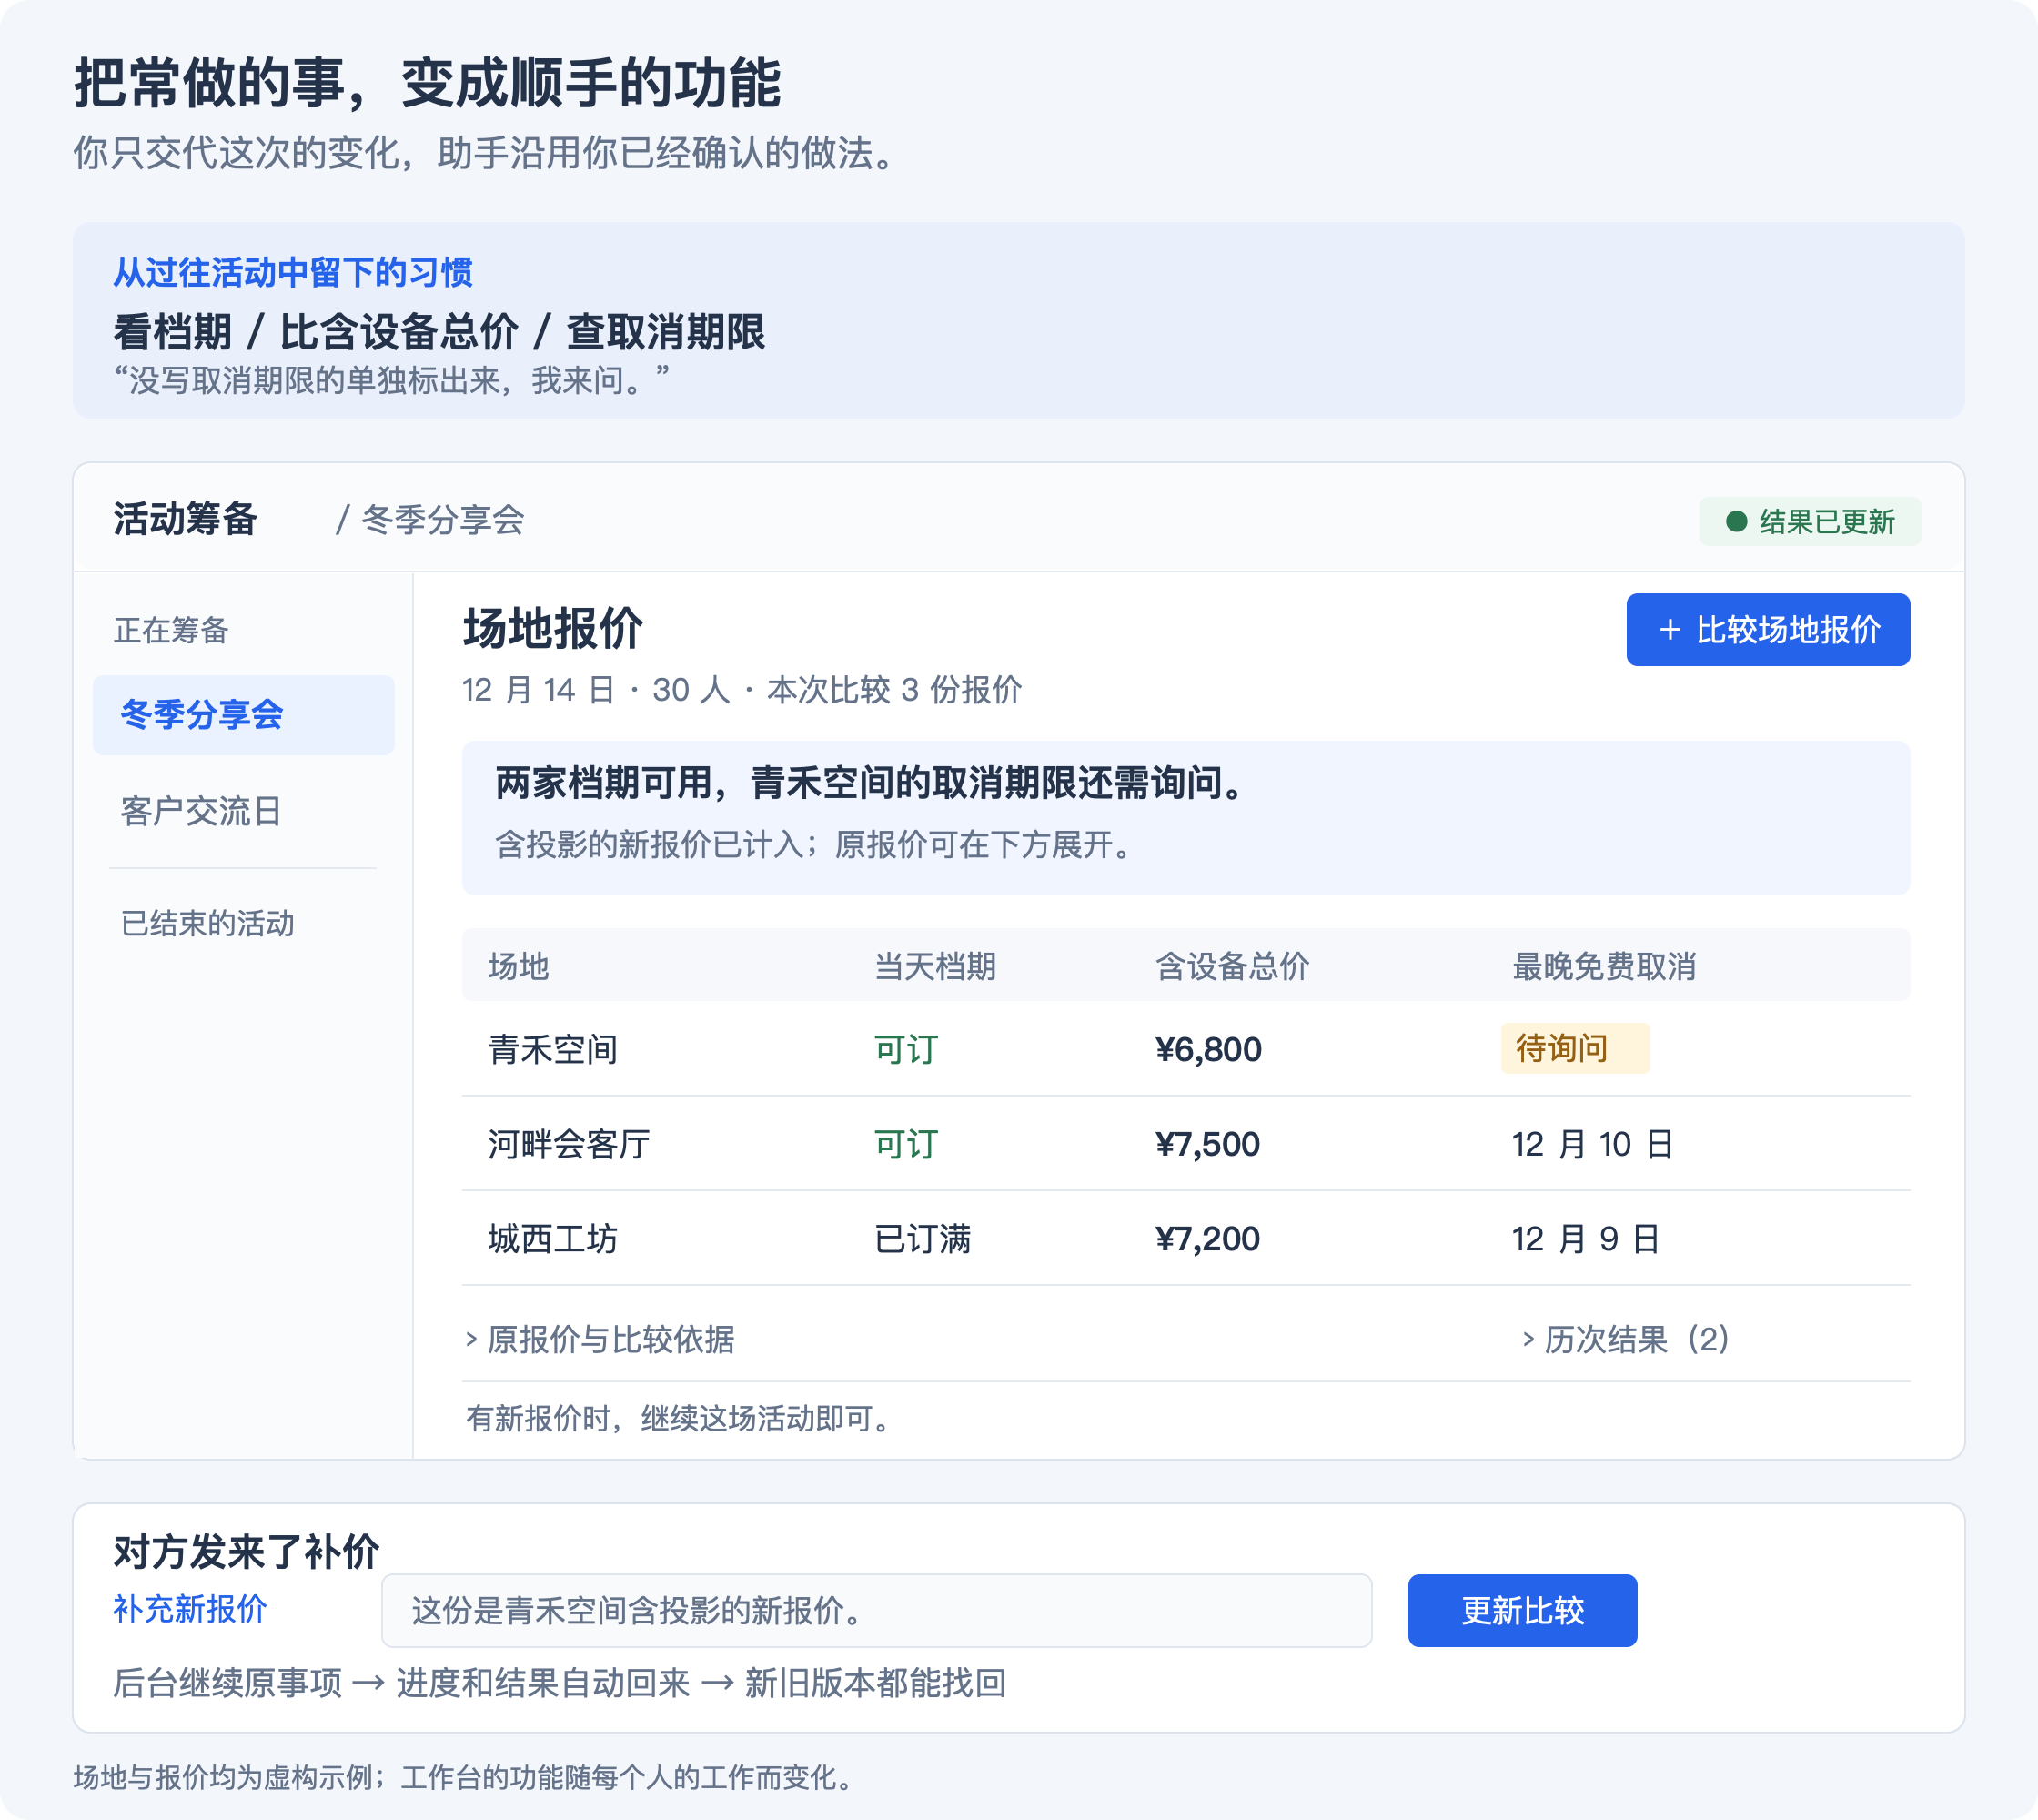 把常做的事，变成顺手的功能
你只交代这次的变化，助手沿用你已经确认的做法。
从过往活动中留下的习惯
看档期 / 比含设备总价 / 查取消期限
“没写取消期限的单独标出来，我来问。”
活动筹备 / 冬季分享会
结果已更新
正在筹备
冬季分享会
客户交流日
已结束的活动
场地报价
+ 比较场地报价
12 月 14 日 · 30 人 · 本次比较 3 份报价
两家档期可用，青禾空间的取消期限还需询问。
含投影的新报价已计入；原报价可在下方展开。
场地 当天档期 含设备总价 最晚免费取消
青禾空间 可订 ¥6,800 待询问
河畔会客厅 可订 ¥7,500 12 月 10 日
城西工坊 已订满 ¥7,200 12 月 9 日
› 原报价与比较依据
› 历次结果（2）
有新报价时，继续这场活动即可。
对方发来了补价
补充新报价
这份是青禾空间含投影的新报价。
更新比较
后台继续原事项 → 进度和结果自动回来 → 新旧版本都能找回
场地与报价均为虚构示例；工作台的功能随每个人的工作而变化。